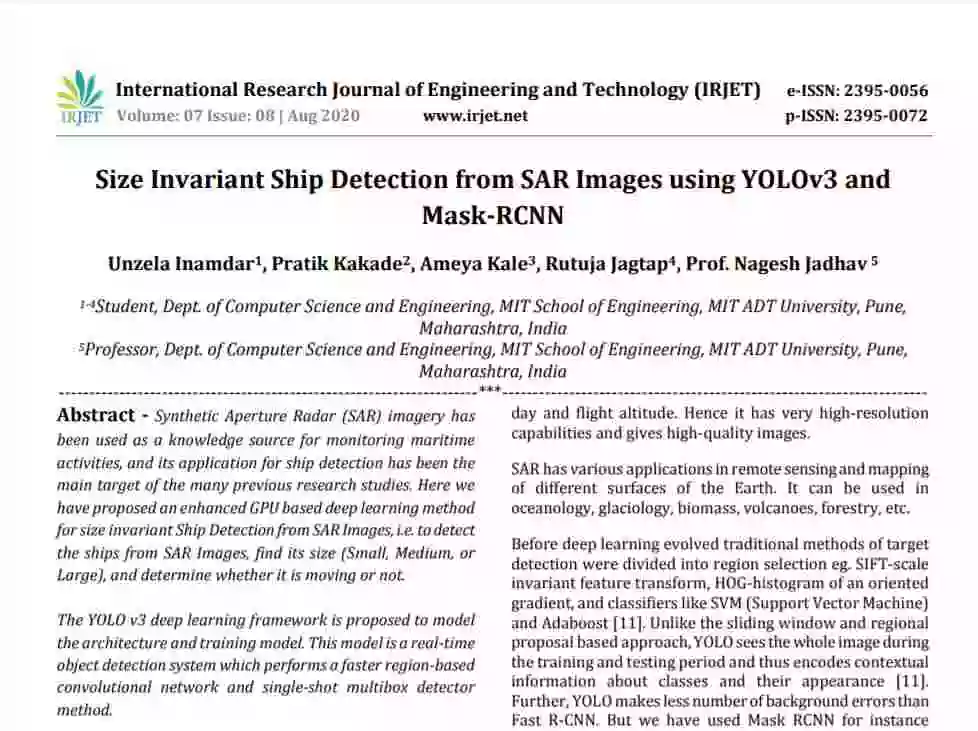 International Research Journal of Engineering and Technology (IRJET) e-ISSN: 2395-0056
IRJET Volume: 07 Issue: 08 | Aug 2020 www.irjet.net p-ISSN: 2395-0072
Size Invariant Ship Detection from SAR Images using YOLOv3 and
Mask-RCNN
Unzela Inamdar¹, Pratik Kakade², Ameya Kale³, Rutuja Jagtap⁴, Prof. Nagesh Jadhav ⁵
¹⁻⁴Student, Dept. of Computer Science and Engineering, MIT School of Engineering, MIT ADT University, Pune,
Maharashtra, India
⁵Professor, Dept. of Computer Science and Engineering, MIT School of Engineering, MIT ADT University, Pune,
Maharashtra, India
***
Abstract - Synthetic Aperture Radar (SAR) imagery has
been used as a knowledge source for monitoring maritime
activities, and its application for ship detection has been the
main target of the many previous research studies. Here we
have proposed an enhanced GPU based deep learning method
for size invariant Ship Detection from SAR Images, i.e. to detect
the ships from SAR Images, find its size (Small, Medium, or
Large), and determine whether it is moving or not.
The YOLO v3 deep learning framework is proposed to model
the architecture and training model. This model is a real-time
object detection system which performs a faster region-based
convolutional network and single-shot multibox detector
method.
day and flight altitude. Hence it has very high-resolution
capabilities and gives high-quality images.
SAR has various applications in remote sensing and mapping
of different surfaces of the Earth. It can be used in
oceanology, glaciology, biomass, volcanoes, forestry, etc.
Before deep learning evolved traditional methods of target
detection were divided into region selection eg. SIFT-scale
invariant feature transform, HOG-histogram of an oriented
gradient, and classifiers like SVM (Support Vector Machine)
and Adaboost [11]. Unlike the sliding window and regional
proposal based approach, YOLO sees the whole image during
the training and testing period and thus encodes contextual
information about classes and their appearance [11].
Further, YOLO makes less number of background errors than
Fast R-CNN. But we have used Mask RCNN for instance